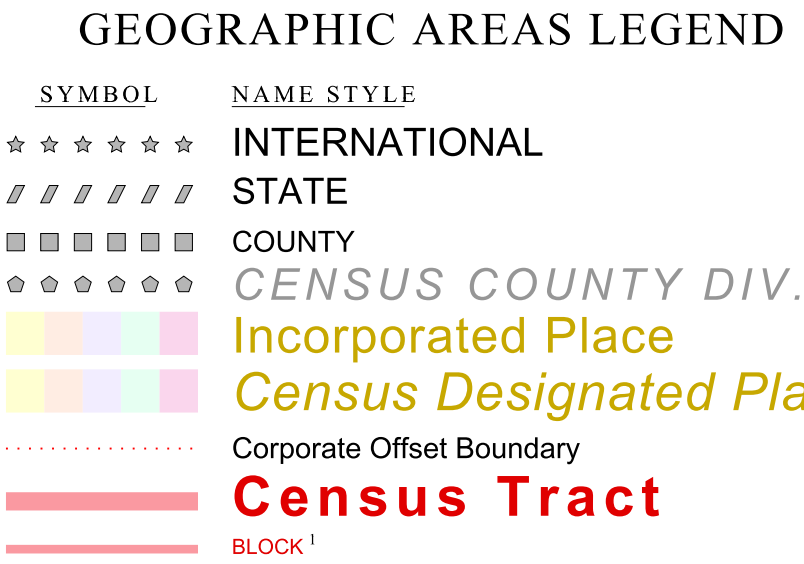 GEOGRAPHIC AREAS LEGEND
SYMBOL NAME STYLE
INTERNATIONAL
STATE
COUNTY
CENSUS COUNTY DIV.
Incorporated Place
Census Designated Pla
Corporate Offset Boundary
Census Tract
BLOCK 1